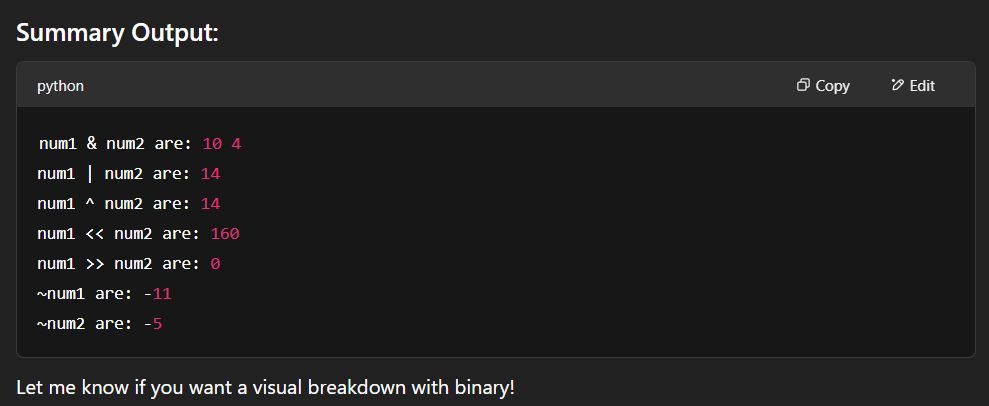 Summary Output:
python Copy Edit
num1 & num2 are: 10 4
num1 | num2 are: 14
num1 ^ num2 are: 14
num1 << num2 are: 160
num1 >> num2 are: 0
~num1 are: -11
~num2 are: -5
Let me know if you want a visual breakdown with binary!